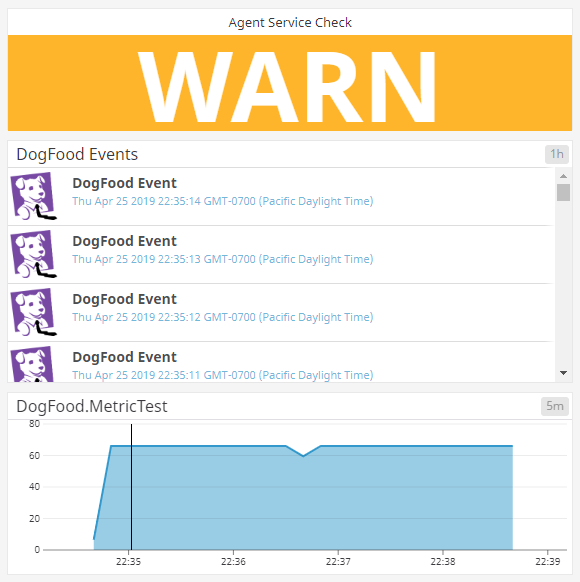 Agent Service Check
WARN
DogFood Events 1h
DogFood Event
Thu Apr 25 2019 22:35:14 GMT-0700 (Pacific Daylight Time)
DogFood Event
Thu Apr 25 2019 22:35:13 GMT-0700 (Pacific Daylight Time)
DogFood Event
Thu Apr 25 2019 22:35:12 GMT-0700 (Pacific Daylight Time)
DogFood Event
Thu Apr 25 2019 22:35:11 GMT-0700 (Pacific Daylight Time)
DogFood.MetricTest 5m
80
60
40
20
0
22:35 22:36 22:37 22:38 22:39